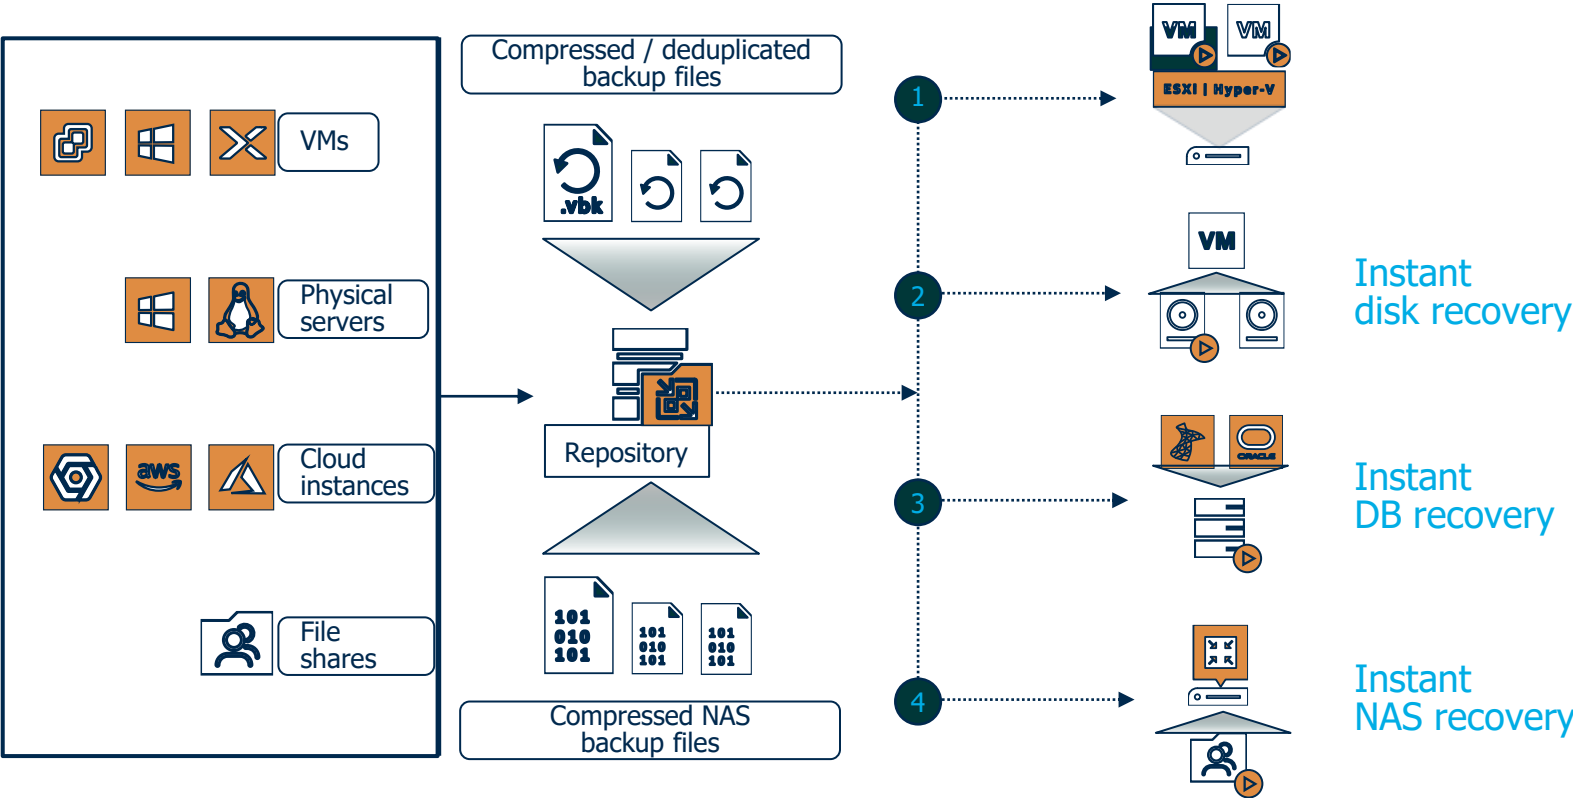 VMs
Physical
servers
aws
Cloud
instances
File
shares
Compressed / deduplicated
backup files
.vbk
Repository
101
010
101
101
010
101
101
010
101
Compressed NAS
backup files
1
2
3
4
VM
VM
ESXI | Hyper-V
VM
Instant
disk recovery
ORACLE
Instant
DB recovery
Instant
NAS recovery